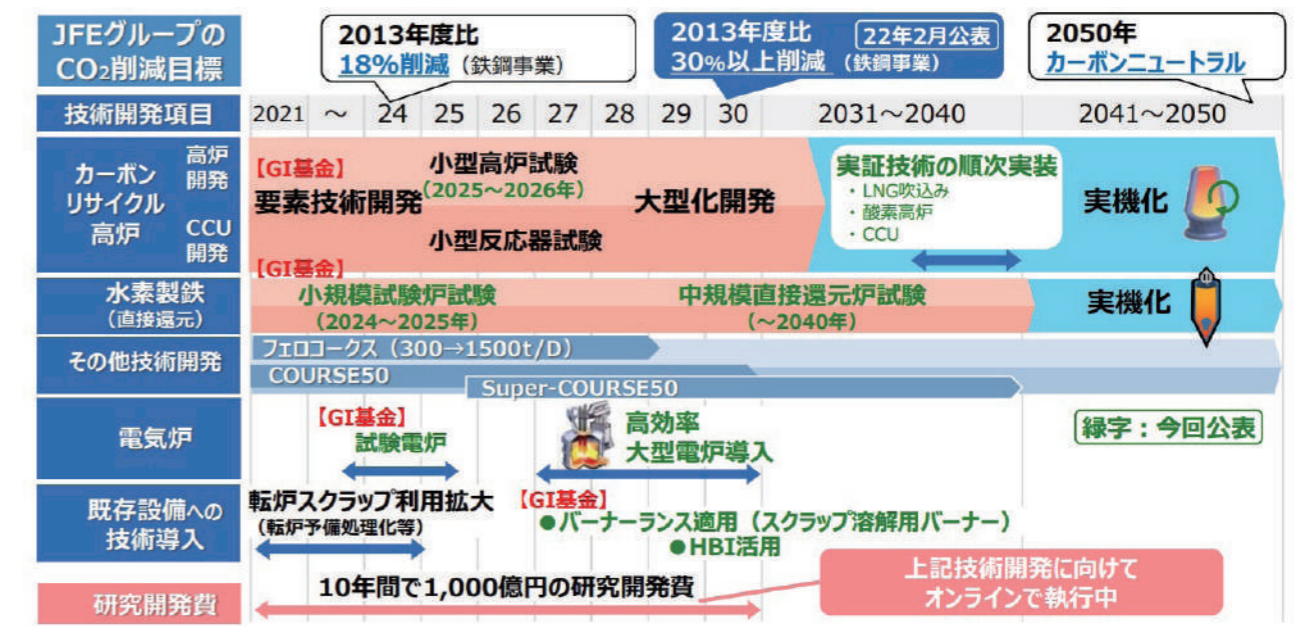 JFEグループの
CO₂削減目標
2013年度比
18%削減（鉄鋼事業）
2013年度比 22年2月公表
30%以上削減（鉄鋼事業）
2050年
カーボンニュートラル
技術開発項目 2021 ～ 24 25 26 27 28 29 30 2031～2040 2041～2050
カーボン
リサイクル
高炉
高炉
開発
CCU
開発
【GI基金】
要素技術開発
小型高炉試験
（2025～2026年）
小型反応器試験
大型化開発
実証技術の順次実装
・LNG吹込み
・酸素高炉
・CCU
実機化
水素製鉄
（直接還元）
【GI基金】
小規模試験炉試験
（2024～2025年）
中規模直接還元炉試験
（～2040年）
実機化
その他技術開発
フェロコークス（300→1500t/D）
COURSE50
Super-COURSE50
電気炉
【GI基金】
試験電炉
高効率
大型電炉導入
緑字：今回公表
既存設備への
技術導入
転炉スクラップ利用拡大
（転炉予備処理化等）
【GI基金】
●バーナーランス適用（スクラップ溶解用バーナー）
●HBI活用
研究開発費
10年間で1,000億円の研究開発費
上記技術開発に向けて
オンラインで執行中